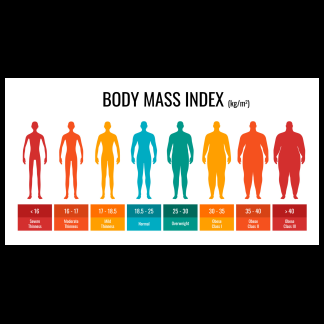 BODY MASS INDEX (kg/m²)
< 16
16 - 17
17 - 18.5
18.5 - 25
25 - 30
30 - 35
35 - 40
> 40
Severe
Thinness
Moderate
Thinness
Mild
Thinness
Normal
Overweight
Obese
Class I
Obese
Class II
Obese
Class III